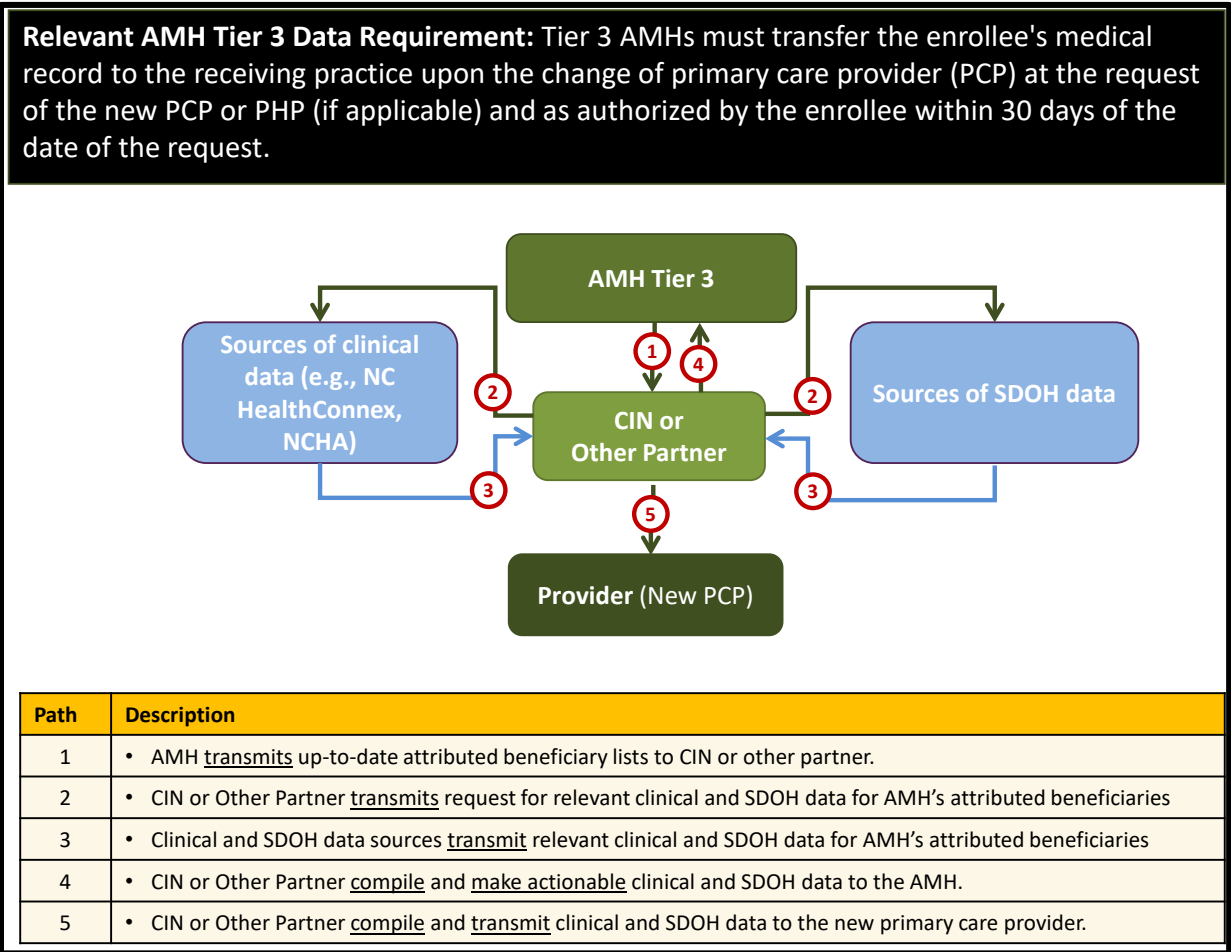 Relevant AMH Tier 3 Data Requirement: Tier 3 AMHs must transfer the enrollee's medical
record to the receiving practice upon the change of primary care provider (PCP) at the request
of the new PCP or PHP (if applicable) and as authorized by the enrollee within 30 days of the
date of the request.
AMH Tier 3
Sources of clinical
data (e.g., NC
HealthConnex,
NCHA)
Sources of SDOH data
1
4
2
2
CIN or
Other Partner
3
3
5
Provider (New PCP)
Path Description
1 • AMH transmits up-to-date attributed beneficiary lists to CIN or other partner.
2 • CIN or Other Partner transmits request for relevant clinical and SDOH data for AMH's attributed beneficiaries
3 • Clinical and SDOH data sources transmit relevant clinical and SDOH data for AMH's attributed beneficiaries
4 • CIN or Other Partner compile and make actionable clinical and SDOH data to the AMH.
5 • CIN or Other Partner compile and transmit clinical and SDOH data to the new primary care provider.